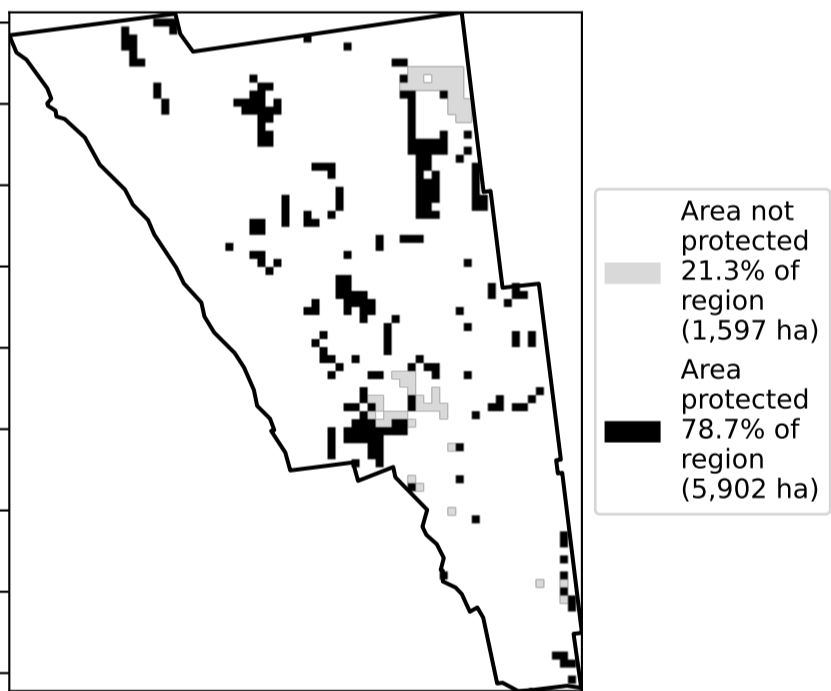 Area not
protected
21.3% of
region
(1,597 ha)
Area
protected
78.7% of
region
(5,902 ha)